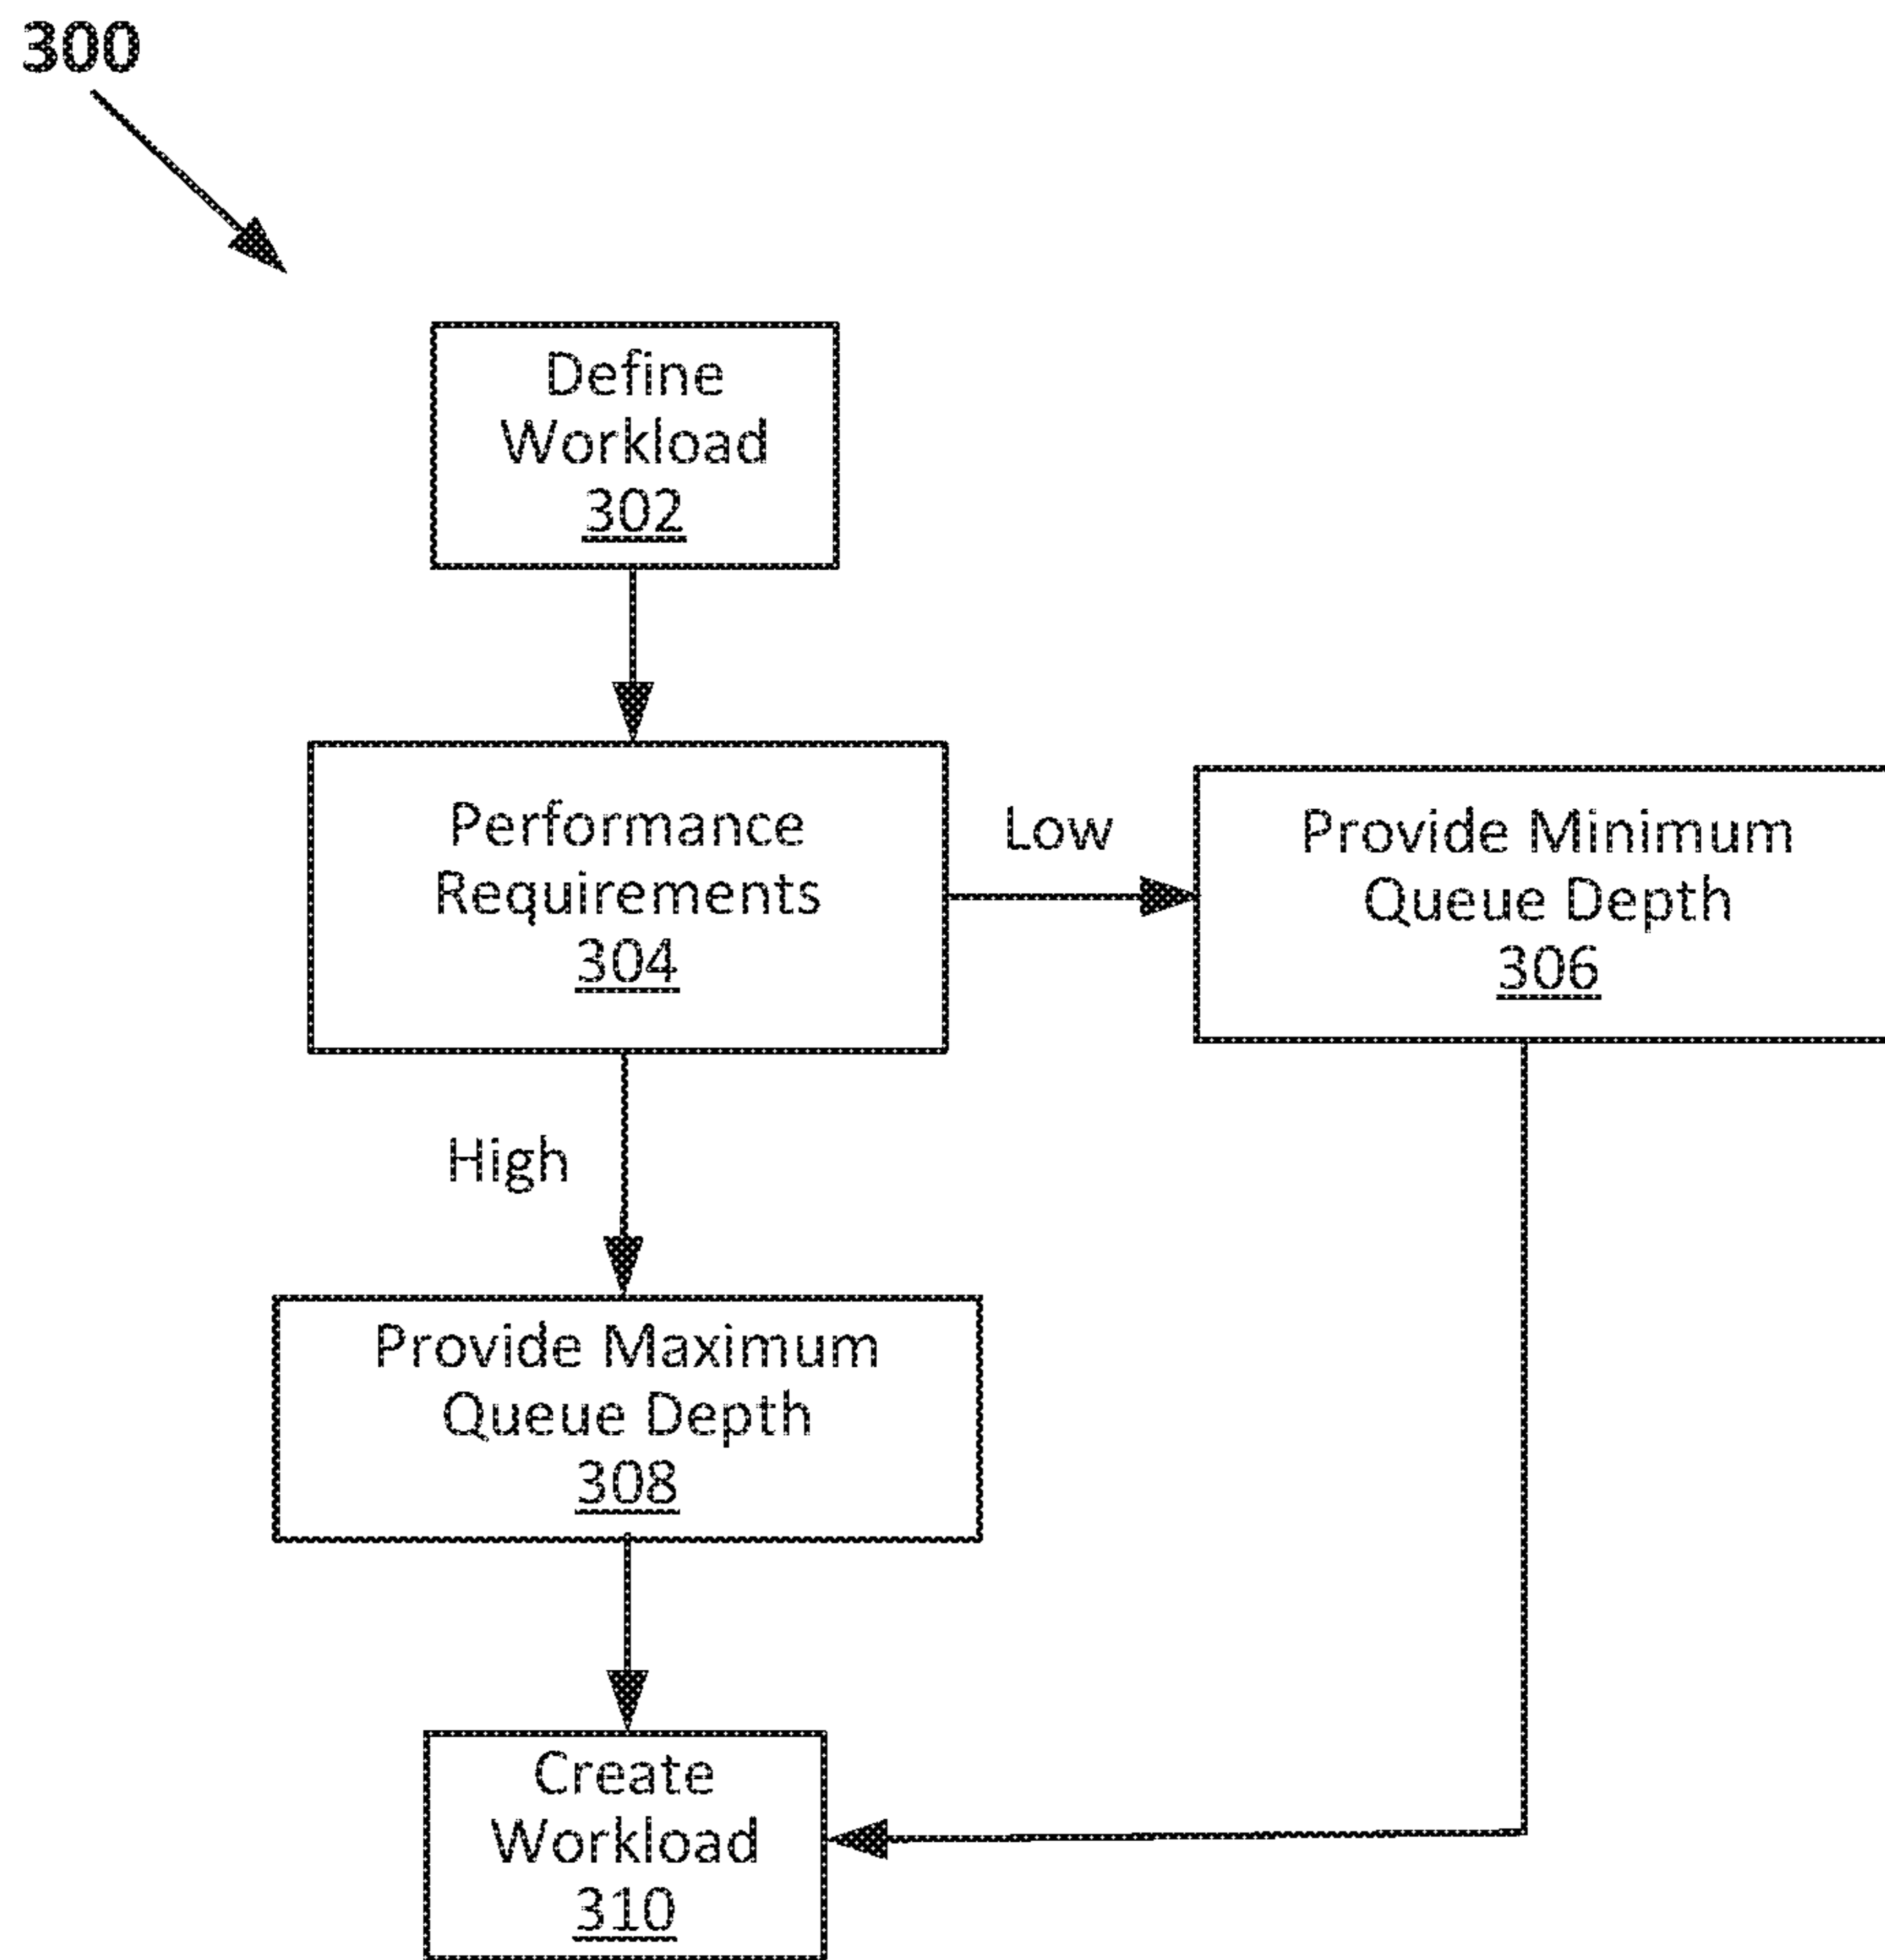 300
Define
Workload
302
Performance
Requirements
304
Low
Provide Minimum
Queue Depth
306
High
Provide Maximum
Queue Depth
308
Create
Workload
310